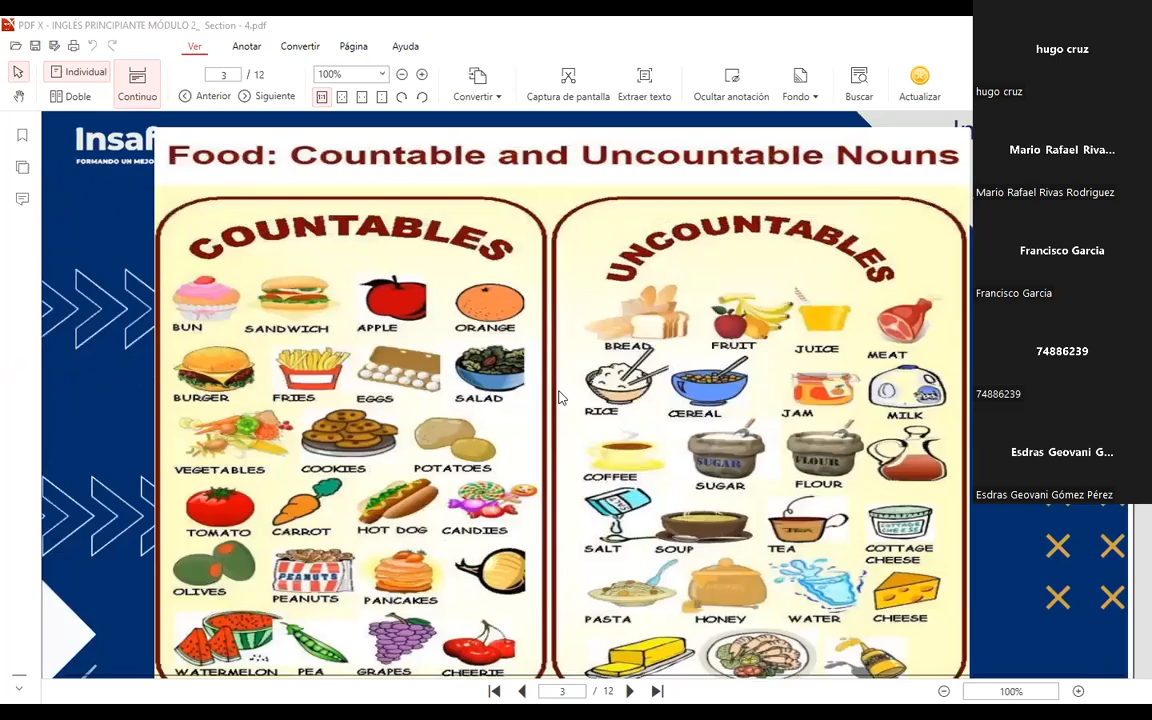 PDF X - INGLÉS PRINCIPIANTE MÓDULO 2_ Section - 4.pdf
Ver Anotar Convertir Página Ayuda
Individual
Doble
Continuo
3 / 12
Anterior Siguiente
100%
Convertir
Captura de pantalla
Extraer texto
Ocultar anotación
Fondo
Buscar
Actualizar
Insaf
FORMANDO UN MEJO
Food: Countable and Uncountable Nouns
COUNTABLES
BUN SANDWICH APPLE ORANGE
BURGER FRIES EGGS SALAD
VEGETABLES COOKIES POTATOES
TOMATO CARROT HOT DOG CANDIES
OLIVES PEANUTS PANCAKES
PEANUTS
WATERMELON PEA GRAPES CHEERIE
UNCOUNTABLES
BREAD FRUIT JUICE MEAT
RICE CEREAL JAM MILK
COFFEE SUGAR FLOUR
SUGAR FLOUR
SALT SOUP TEA COTTAGE CHEESE
PASTA HONEY WATER CHEESE
hugo cruz
hugo cruz
Mario Rafael Riva...
Mario Rafael Rivas Rodriguez
Francisco Garcia
Francisco Garcia
74886239
74886239
Esdras Geovani G...
Esdras Geovani Gómez Pérez
3 / 12
100%